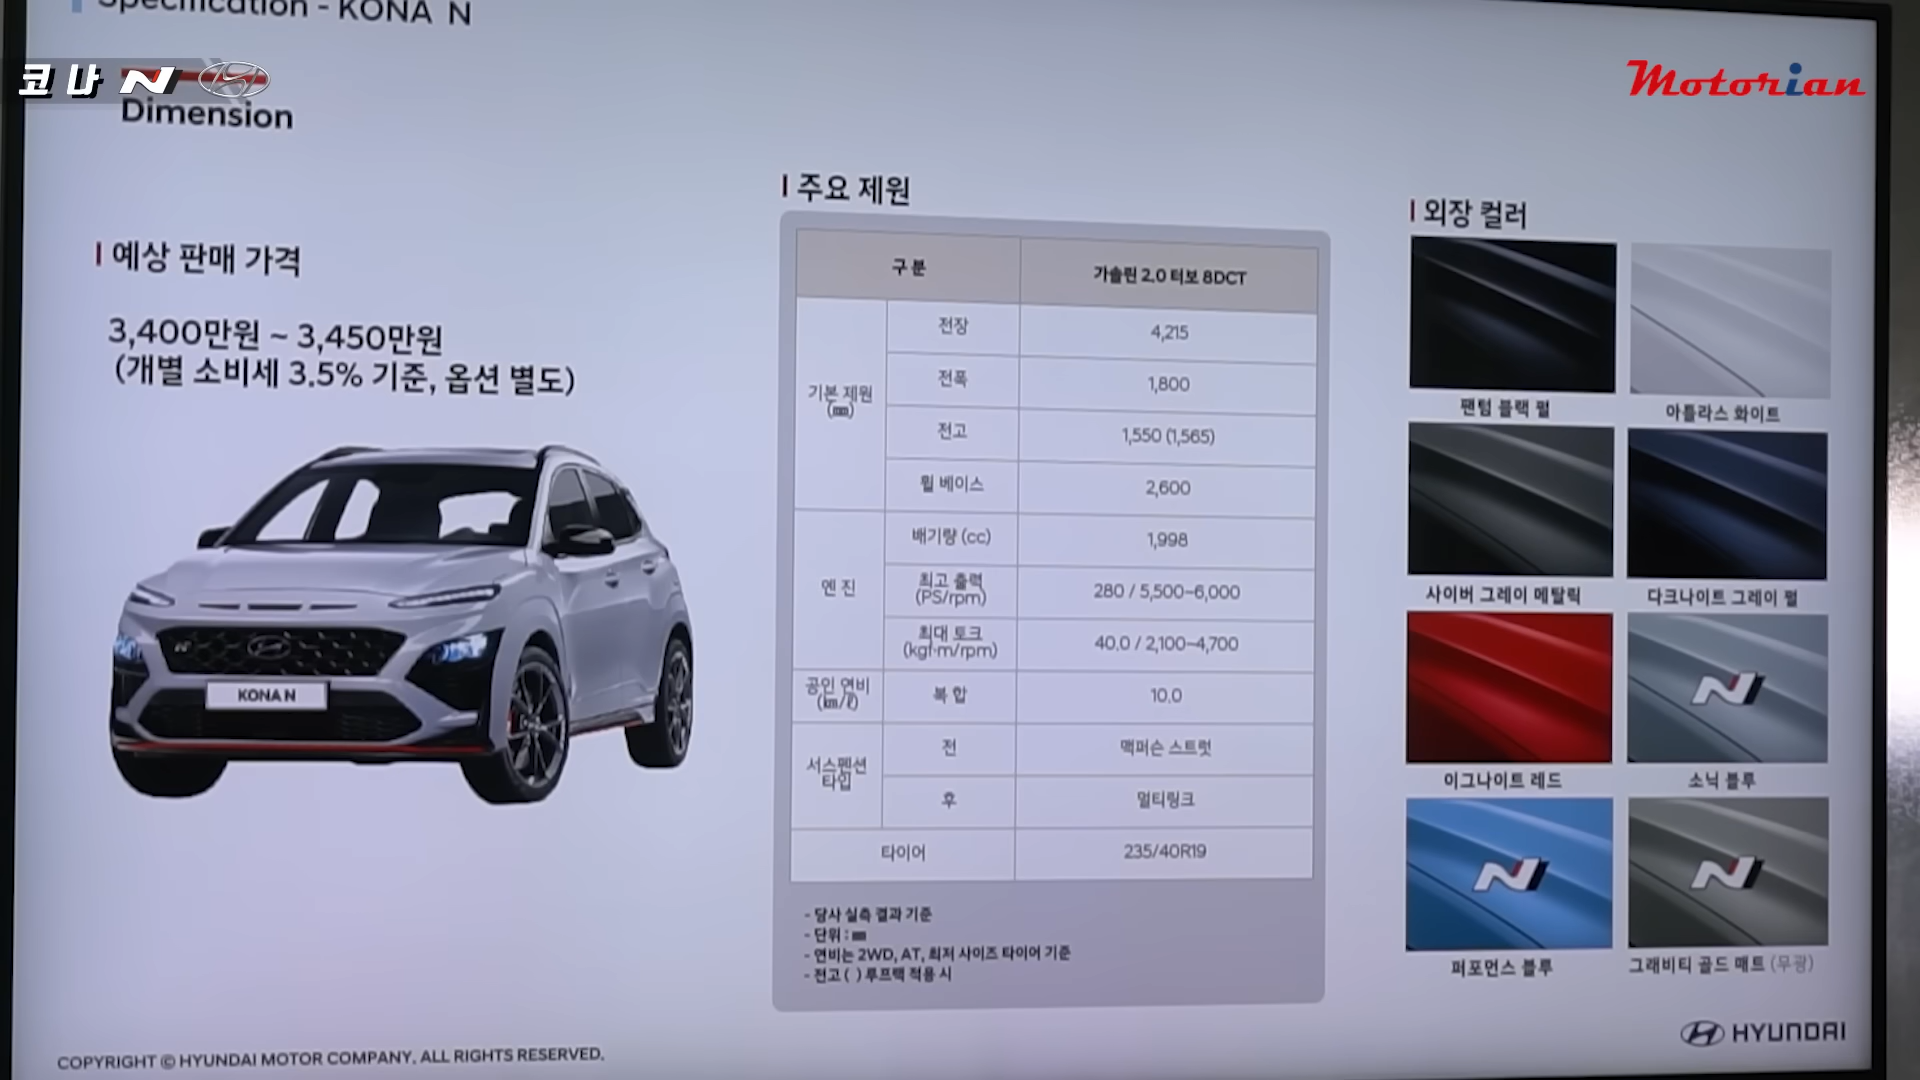 Specification - KONA N
코나 N
Motorian
Dimension
예상 판매 가격
3,400만원 ~ 3,450만원
(개별 소비세 3.5% 기준, 옵션 별도)
KONA N
주요 제원
구 분 가솔린 2.0 터보 8DCT
기본 제원
(㎜)
전장 4,215
전폭 1,800
전고 1,550 (1,565)
휠 베이스 2,600
엔 진
배기량 (cc) 1,998
최고 출력
(PS/rpm)
280 / 5,500~6,000
최대 토크
(kgf·m/rpm)
40.0 / 2,100~4,700
공인 연비
(㎞/ℓ)
복 합 10.0
서스펜션
타입
전 맥퍼슨 스트럿
후 멀티링크
타이어 235/40R19
- 당사 실측 결과 기준
- 단위 : ㎜
- 연비는 2WD, AT, 최저 사이즈 타이어 기준
- 전고 ( ) 루프랙 적용 시
외장 컬러
팬텀 블랙 펄
아틀라스 화이트
사이버 그레이 메탈릭
다크나이트 그레이 펄
이그나이트 레드
N
소닉 블루
N
퍼포먼스 블루
N
그래비티 골드 매트 (무광)
HYUNDAI
COPYRIGHT © HYUNDAI MOTOR COMPANY. ALL RIGHTS RESERVED.